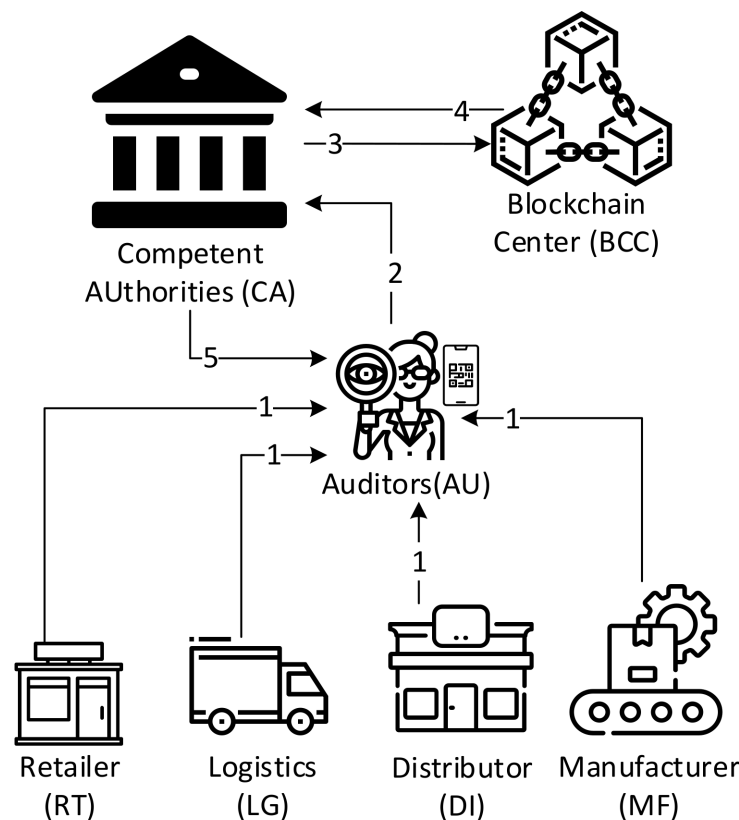 4
3
Blockchain
Center (BCC)
Competent
AUthorities (CA)
2
5
1
1
1
Auditors(AU)
1
Retailer
(RT)
Logistics
(LG)
Distributor
(DI)
Manufacturer
(MF)